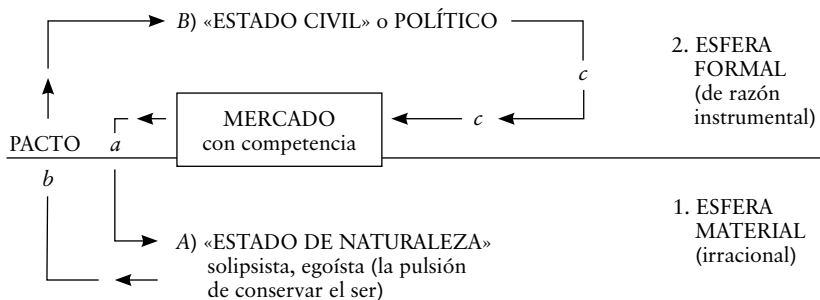 B) «ESTADO CIVIL» o POLÍTICO
2. ESFERA
FORMAL
(de razón
instrumental)
c
MERCADO
con competencia
c
PACTO
a
b
1. ESFERA
MATERIAL
(irracional)
A) «ESTADO DE NATURALEZA»
solipsista, egoísta (la pulsión
de conservar el ser)